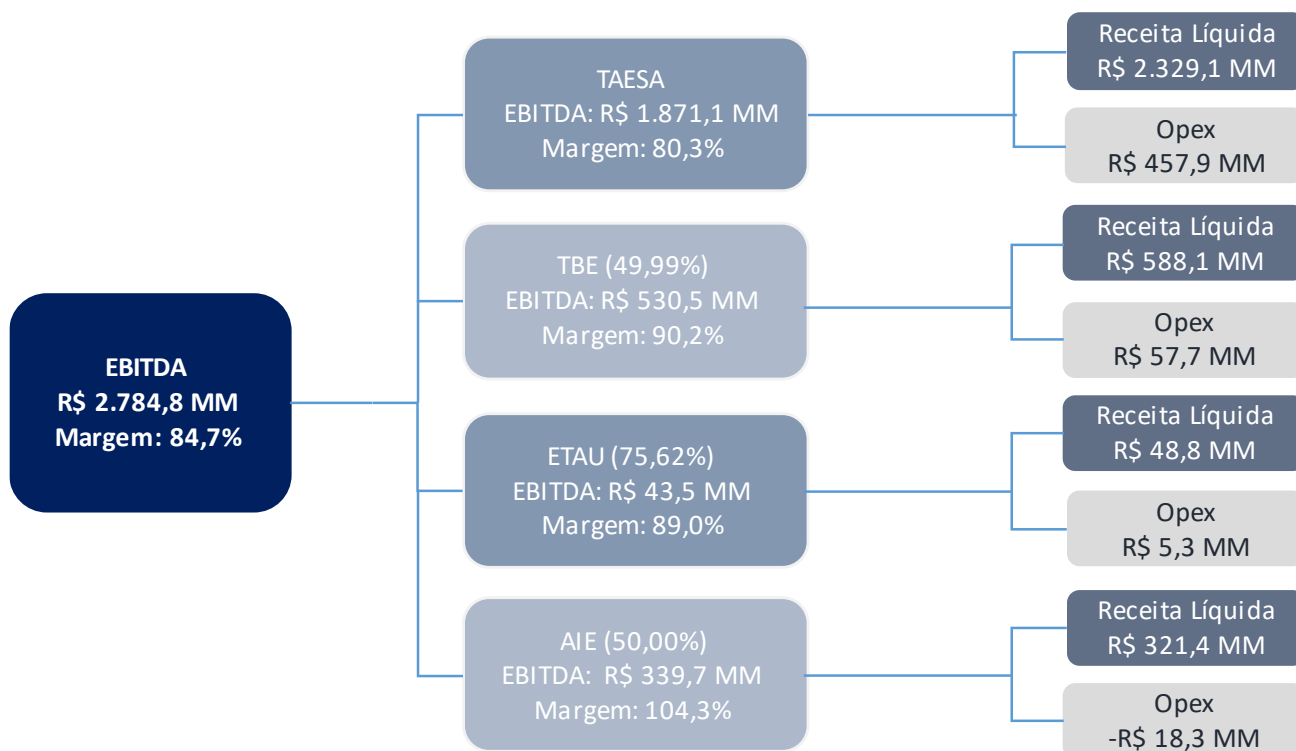 EBITDA
R$ 2.784,8 MM
Margem: 84,7%
TAESA
EBITDA: R$ 1.871,1 MM
Margem: 80,3%
Receita Líquida
R$ 2.329,1 MM
Opex
R$ 457,9 MM
TBE (49,99%)
EBITDA: R$ 530,5 MM
Margem: 90,2%
Receita Líquida
R$ 588,1 MM
Opex
R$ 57,7 MM
ETAU (75,62%)
EBITDA: R$ 43,5 MM
Margem: 89,0%
Receita Líquida
R$ 48,8 MM
Opex
R$ 5,3 MM
AIE (50,00%)
EBITDA: R$ 339,7 MM
Margem: 104,3%
Receita Líquida
R$ 321,4 MM
Opex
-R$ 18,3 MM